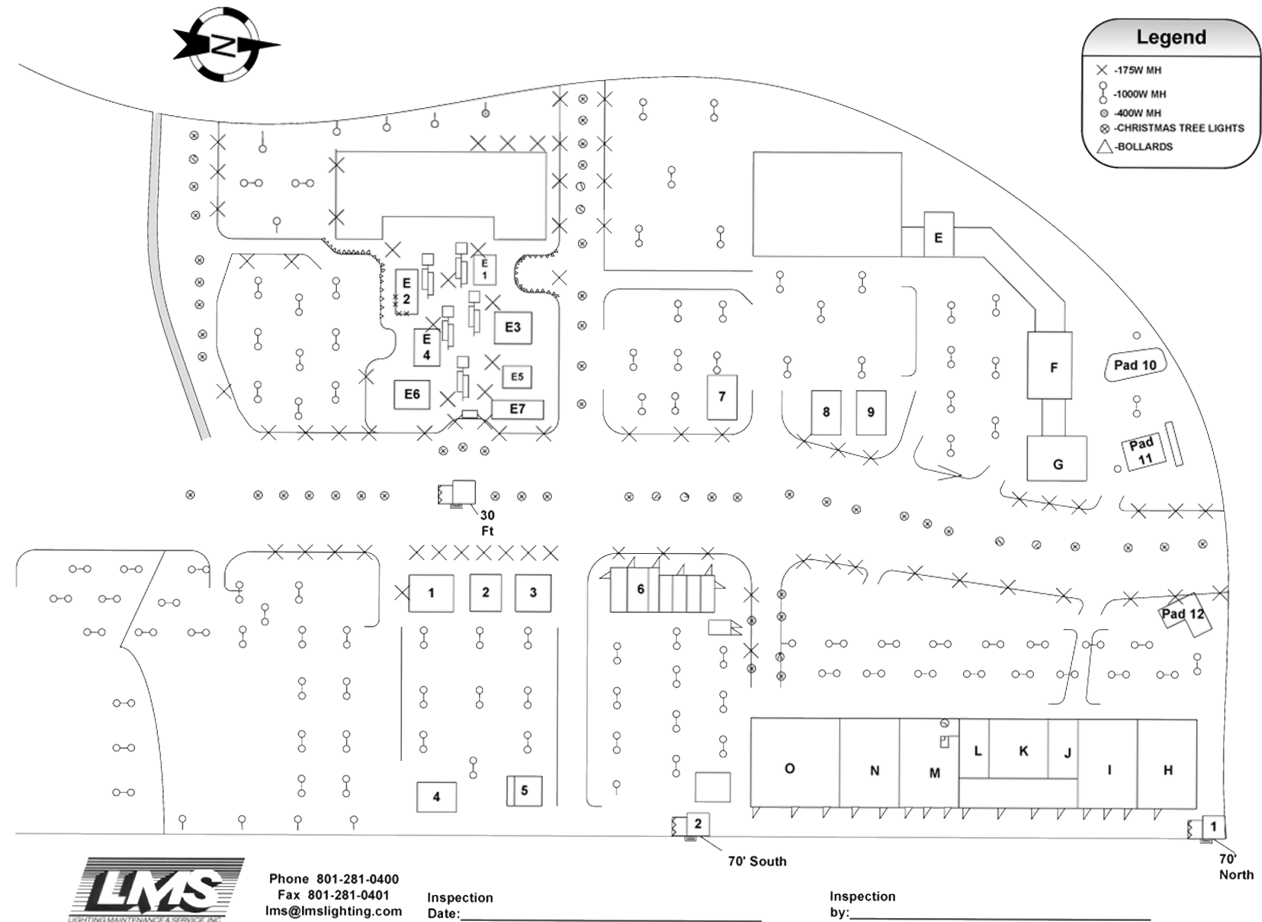 N
Legend
-175W MH
-1000W MH
-400W MH
-CHRISTMAS TREE LIGHTS
-BOLLARDS
E
E 1
E 2
E3
E 4
E5
E6
E7
7
8
9
F
G
Pad 10
Pad 11
30 Ft
1
2
3
6
Pad 12
4
5
O
N
M
L
K
J
I
H
2
1
70' South
70' North
LMS
LIGHTING MAINTENANCE & SERVICE, INC.
Phone 801-281-0400
Fax 801-281-0401
lms@lmslighting.com
Inspection
Date:
Inspection
by: